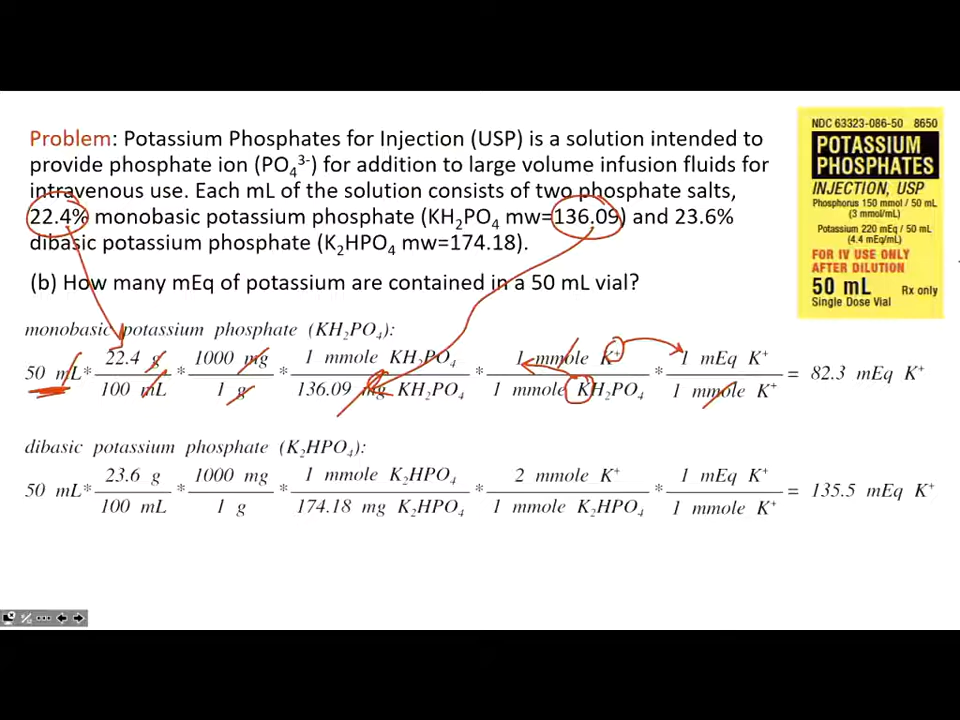 Problem: Potassium Phosphates for Injection (USP) is a solution intended to
provide phosphate ion (PO₄³⁻) for addition to large volume infusion fluids for
intravenous use. Each mL of the solution consists of two phosphate salts,
22.4% monobasic potassium phosphate (KH₂PO₄ mw=136.09) and 23.6%
dibasic potassium phosphate (K₂HPO₄ mw=174.18).
(b) How many mEq of potassium are contained in a 50 mL vial?
monobasic potassium phosphate (KH₂PO₄):
50 mL* 22.4 g/100 mL * 1000 mg/1 g * 1 mmole KH₂PO₄/136.09 mg KH₂PO₄ * 1 mmole K⁺/1 mmole KH₂PO₄ * 1 mEq K⁺/1 mmole K⁺ = 82.3 mEq K⁺
dibasic potassium phosphate (K₂HPO₄):
50 mL* 23.6 g/100 mL * 1000 mg/1 g * 1 mmole K₂HPO₄/174.18 mg K₂HPO₄ * 2 mmole K⁺/1 mmole K₂HPO₄ * 1 mEq K⁺/1 mmole K⁺ = 135.5 mEq K⁺
NDC 63323-086-50 8650
POTASSIUM
PHOSPHATES
INJECTION, USP
Phosphorus 150 mmol / 50 mL
(3 mmol/mL)
Potassium 220 mEq / 50 mL
(4.4 mEq/mL)
FOR IV USE ONLY
AFTER DILUTION
50 mL Rx only
Single Dose Vial